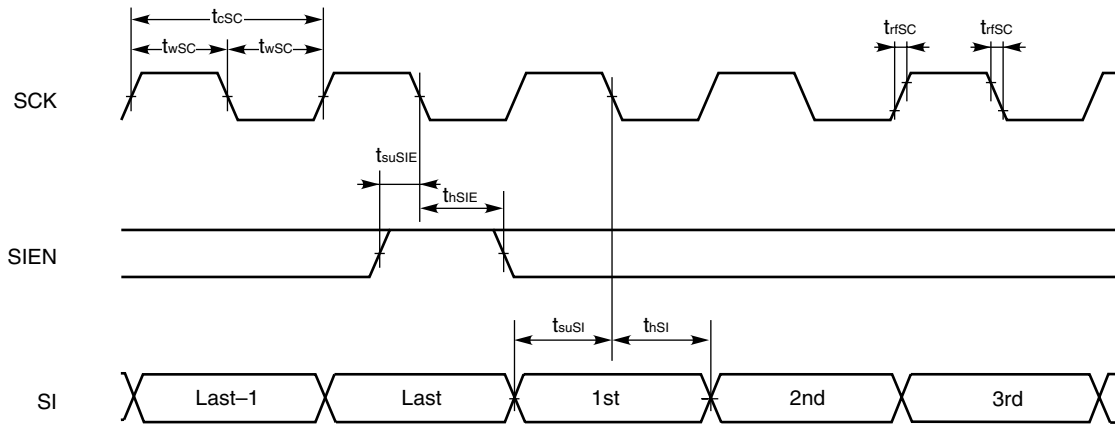 tcSC
twSC twSC
trfSC trfSC
SCK
tsuSIE
thSIE
SIEN
tsuSI thSI
SI Last–1 Last 1st 2nd 3rd